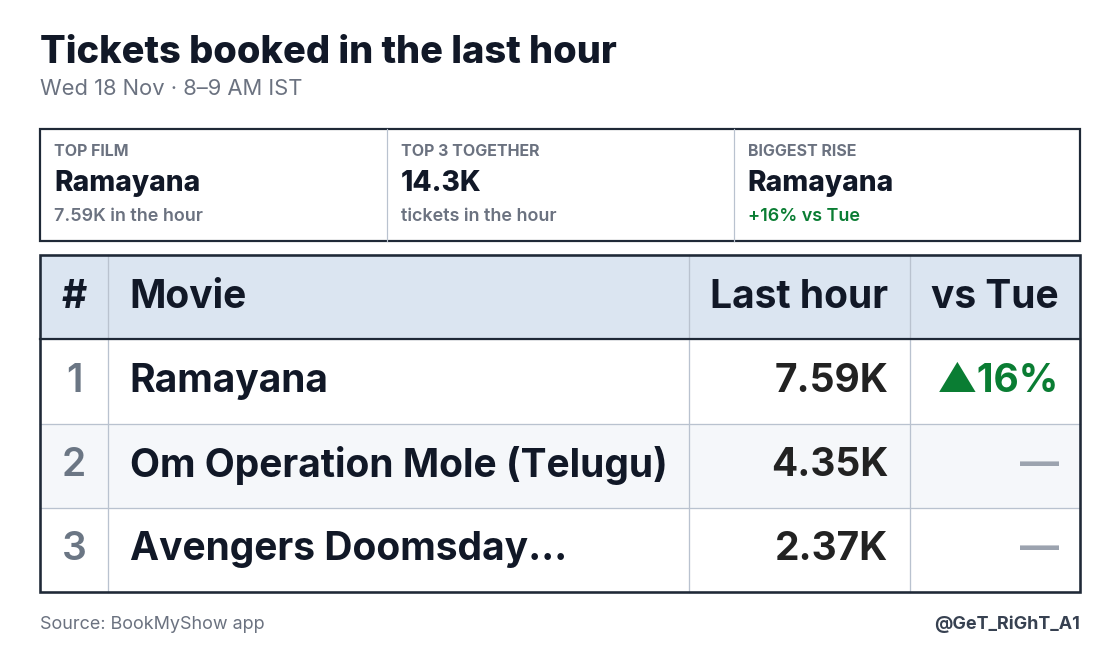 Tickets booked in the last hour
Wed 18 Nov · 8–9 AM IST
TOP FILM
Ramayana
7.59K in the hour
TOP 3 TOGETHER
14.3K
tickets in the hour
BIGGEST RISE
Ramayana
+16% vs Tue
# Movie Last hour vs Tue
1 Ramayana 7.59K ▲16%
2 Om Operation Mole (Telugu) 4.35K —
3 Avengers Doomsday… 2.37K —
Source: BookMyShow app
@GeT_RiGhT_A1